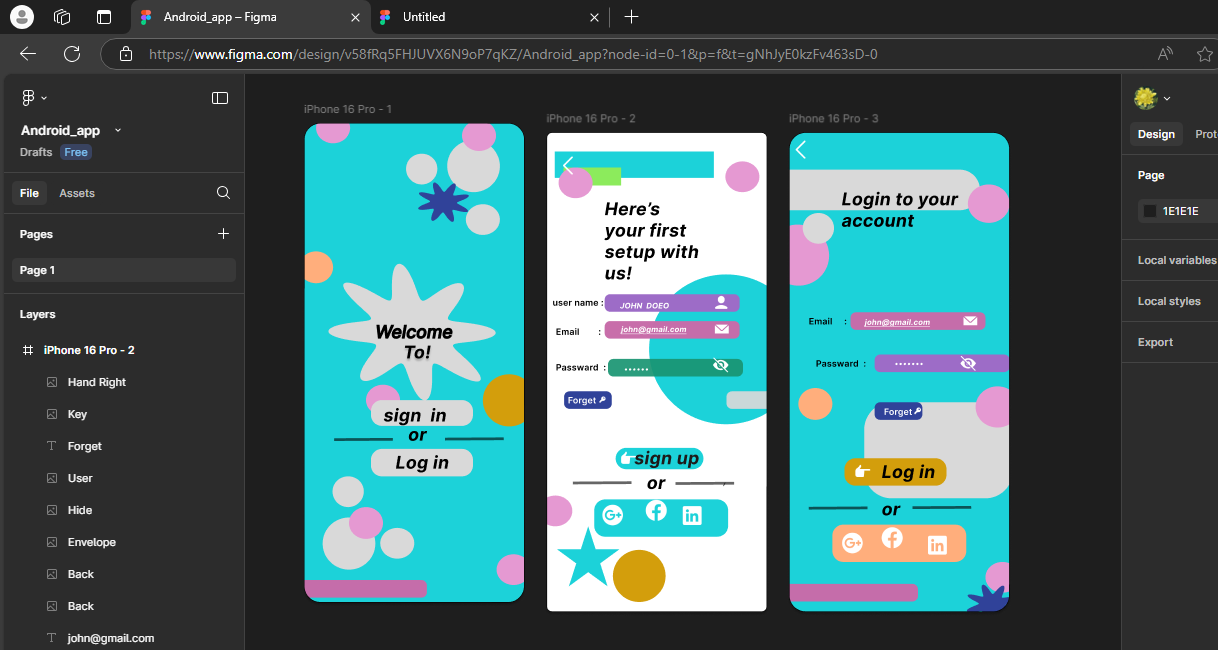 Android_app – Figma
Untitled
https://www.figma.com/design/v58fRq5FHJUVX6N9oP7qKZ/Android_app?node-id=0-1&p=f&t=gNhJyE0kzFv463sD-0
Android_app
Drafts Free
File Assets
Pages
Page 1
Layers
iPhone 16 Pro - 2
Hand Right
Key
Forget
User
Hide
Envelope
Back
Back
john@gmail.com
iPhone 16 Pro - 1
Welcome
To!
sign in
or
Log in
iPhone 16 Pro - 2
Here's
your first
setup with
us!
user name : JOHN DOEO
Email : john@gmail.com
Password : ••••••
Forget
sign up
or
G+ f in
iPhone 16 Pro - 3
Login to your
account
Email : john@gmail.com
Password : •••••••
Forget
Log in
or
G+ f in
Design Prot
Page
1E1E1E
Local variables
Local styles
Export